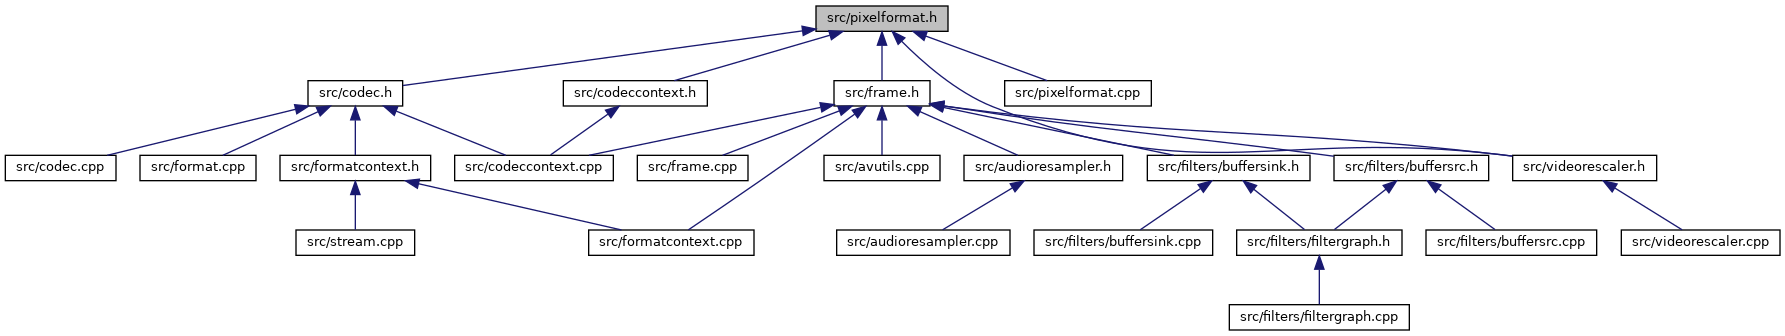 src/pixelformat.h
src/codec.h
src/codeccontext.h
src/frame.h
src/pixelformat.cpp
src/codec.cpp
src/format.cpp
src/formatcontext.h
src/codeccontext.cpp
src/frame.cpp
src/avutils.cpp
src/audioresampler.h
src/filters/buffersink.h
src/filters/buffersrc.h
src/videorescaler.h
src/stream.cpp
src/formatcontext.cpp
src/audioresampler.cpp
src/filters/buffersink.cpp
src/filters/filtergraph.h
src/filters/buffersrc.cpp
src/videorescaler.cpp
src/filters/filtergraph.cpp